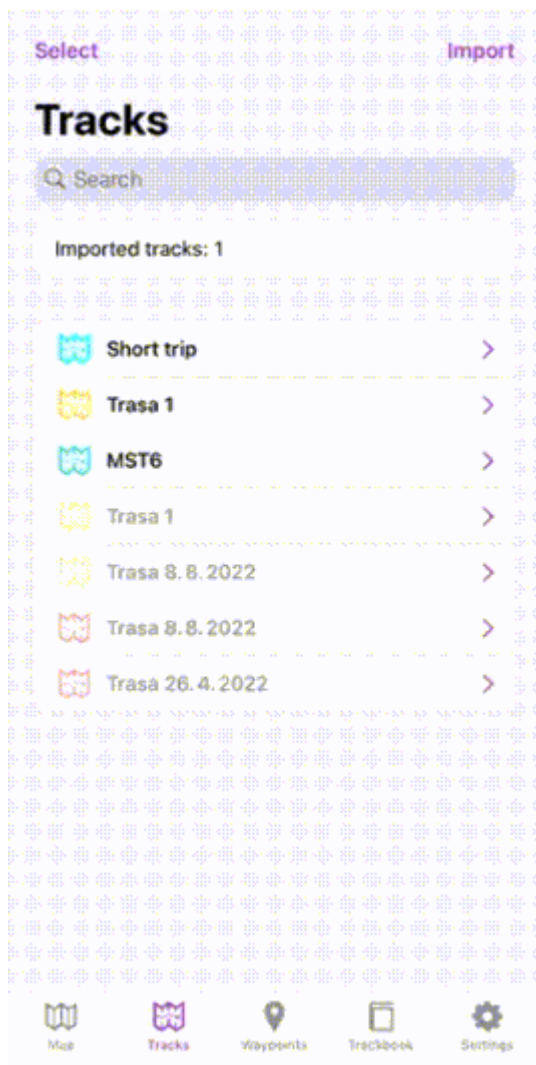 Select Import
Tracks
Search
Imported tracks: 1
Short trip
Trasa 1
MST6
Trasa 1
Trasa 8. 8. 2022
Trasa 8. 8. 2022
Trasa 26. 4. 2022
Map Tracks Waypoints Trackbook Settings